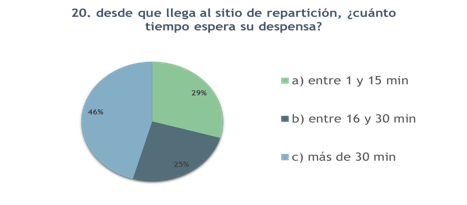 20. desde que llega al sitio de repartición, ¿cuánto
tiempo espera su despensa?
29%
a) entre 1 y 15 min
46%
b) entre 16 y 30 min
25%
c) más de 30 min